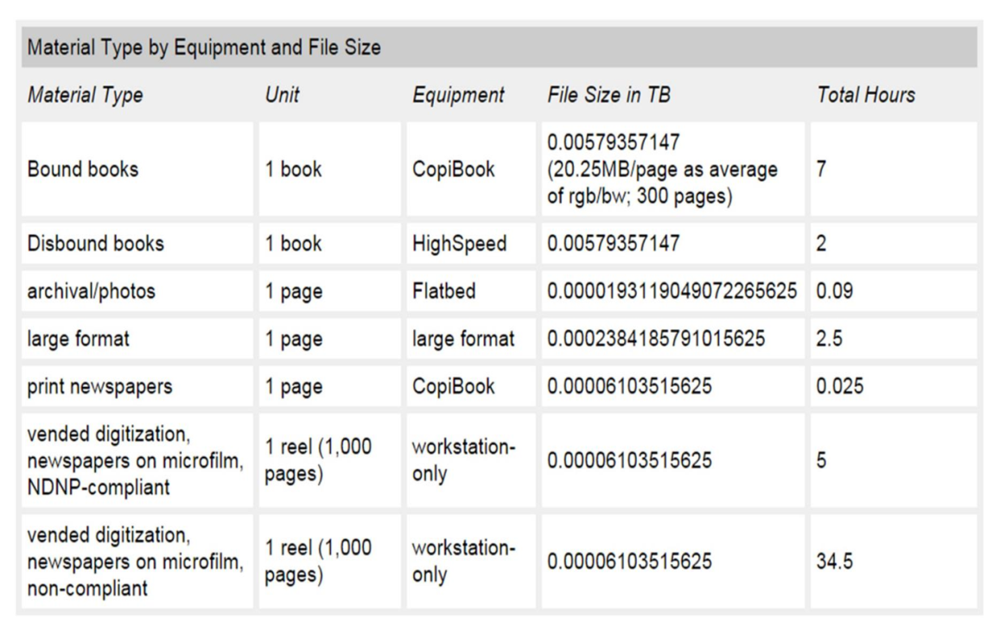 Material Type by Equipment and File Size
Material Type Unit Equipment File Size in TB Total Hours
Bound books 1 book CopiBook 0.00579357147 (20.25MB/page as average of rgb/bw; 300 pages) 7
Disbound books 1 book HighSpeed 0.00579357147 2
archival/photos 1 page Flatbed 0.0000193119049072265625 0.09
large format 1 page large format 0.0002384185791015625 2.5
print newspapers 1 page CopiBook 0.00006103515625 0.025
vended digitization, newspapers on microfilm, NDNP-compliant 1 reel (1,000 pages) workstation-only 0.00006103515625 5
vended digitization, newspapers on microfilm, non-compliant 1 reel (1,000 pages) workstation-only 0.00006103515625 34.5